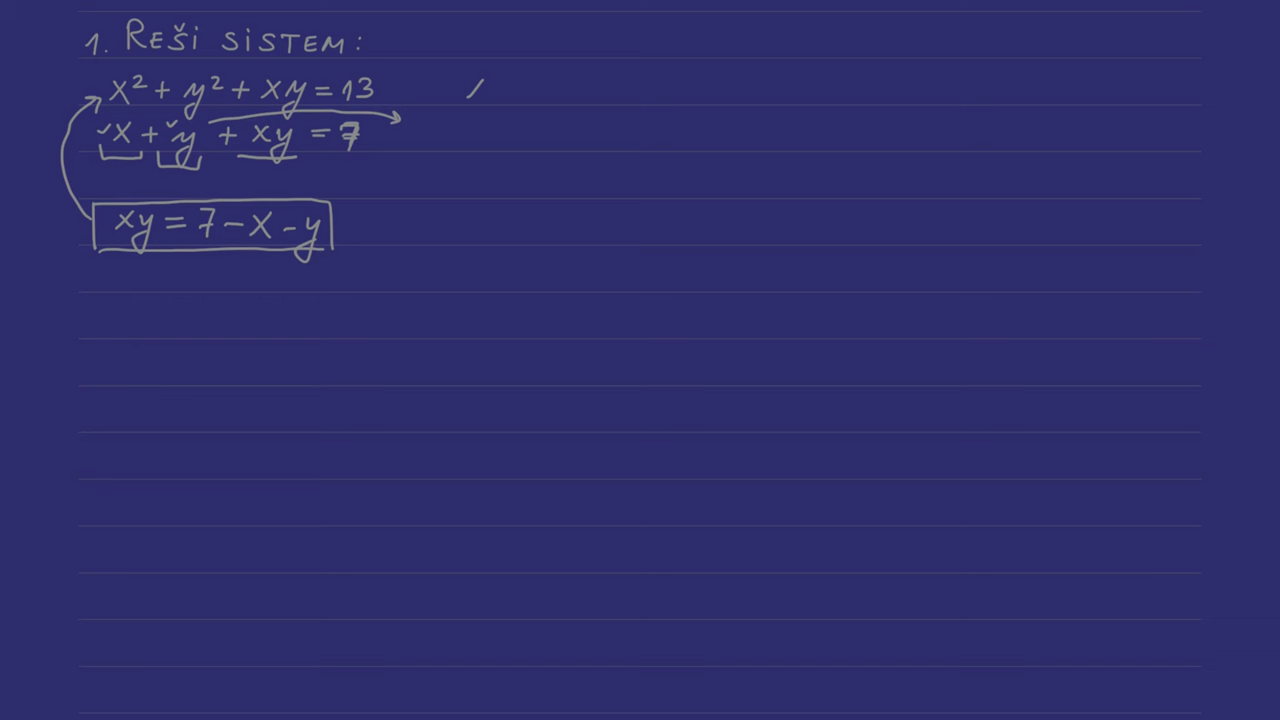 1. REŠi SiSTEM:
x² + y² + xy = 13
x + y + xy = 7
xy = 7 - x - y